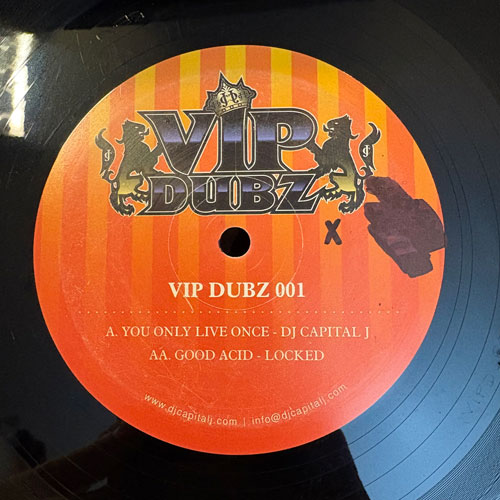 VIP
DUBZ
X
VIP DUBZ 001
A. YOU ONLY LIVE ONCE - DJ CAPITAL J
AA. GOOD ACID - LOCKED
www.djcapitalj.com | info@djcapitalj.com